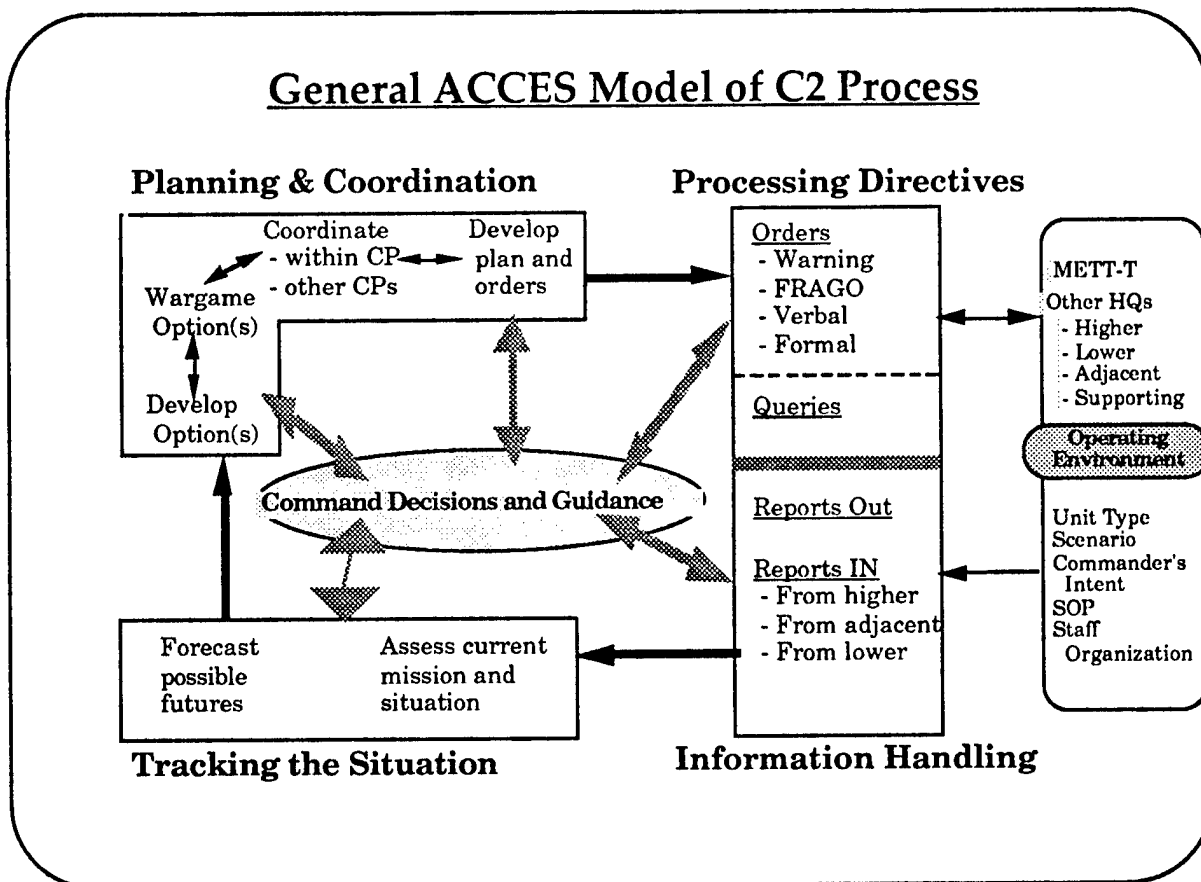 General ACCES Model of C2 Process
Planning & Coordination
Coordinate
- within CP
- other CPs
Develop
plan and
orders
Wargame
Option(s)
Develop
Option(s)
Processing Directives
Orders
- Warning
- FRAGO
- Verbal
- Formal
Queries
Reports Out
Reports IN
- From higher
- From adjacent
- From lower
Information Handling
METT-T
Other HQs
- Higher
- Lower
- Adjacent
- Supporting
Operating
Environment
Unit Type
Scenario
Commander's
Intent
SOP
Staff
Organization
Command Decisions and Guidance
Forecast
possible
futures
Assess current
mission and
situation
Tracking the Situation